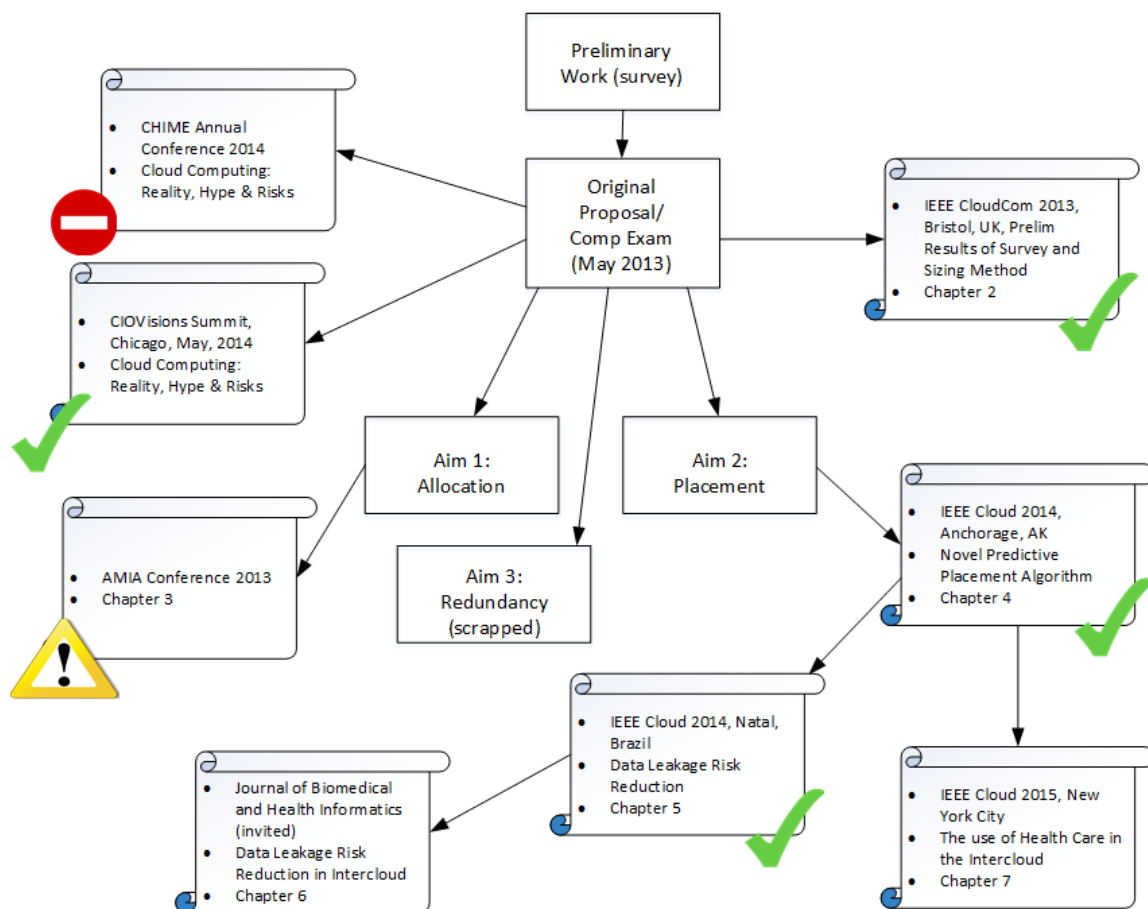 Preliminary
Work (survey)
CHIME Annual
Conference 2014
Cloud Computing:
Reality, Hype & Risks
Original
Proposal/
Comp Exam
(May 2013)
IEEE CloudCom 2013,
Bristol, UK, Prelim
Results of Survey and
Sizing Method
Chapter 2
CIOVisions Summit,
Chicago, May, 2014
Cloud Computing:
Reality, Hype & Risks
Aim 1:
Allocation
Aim 2:
Placement
IEEE Cloud 2014,
Anchorage, AK
Novel Predictive
Placement Algorithm
Chapter 4
AMIA Conference 2013
Chapter 3
Aim 3:
Redundancy
(scrapped)
IEEE Cloud 2014, Natal,
Brazil
Data Leakage Risk
Reduction
Chapter 5
Journal of Biomedical
and Health Informatics
(invited)
Data Leakage Risk
Reduction in Intercloud
Chapter 6
IEEE Cloud 2015, New
York City
The use of Health Care in
the Intercloud
Chapter 7